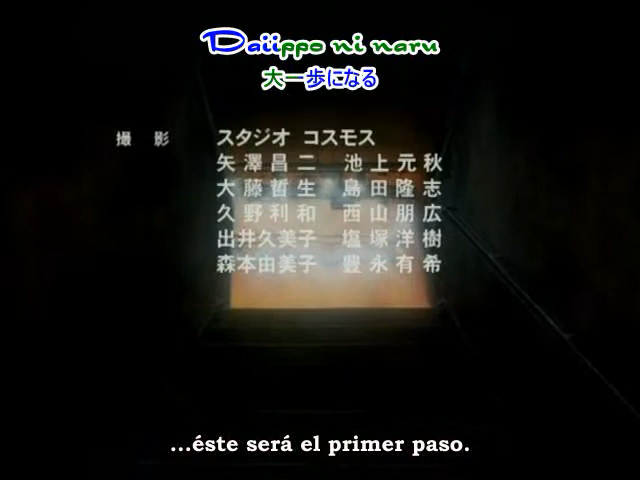 Daiippo ni naru
大一歩になる
撮影 スタジオ コスモス
矢澤昌二 池上元秋
大藤哲生 島田隆志
久野利和 西山朋広
出井久美子 塩塚洋樹
森本由美子 豊永有希
...éste será el primer paso.